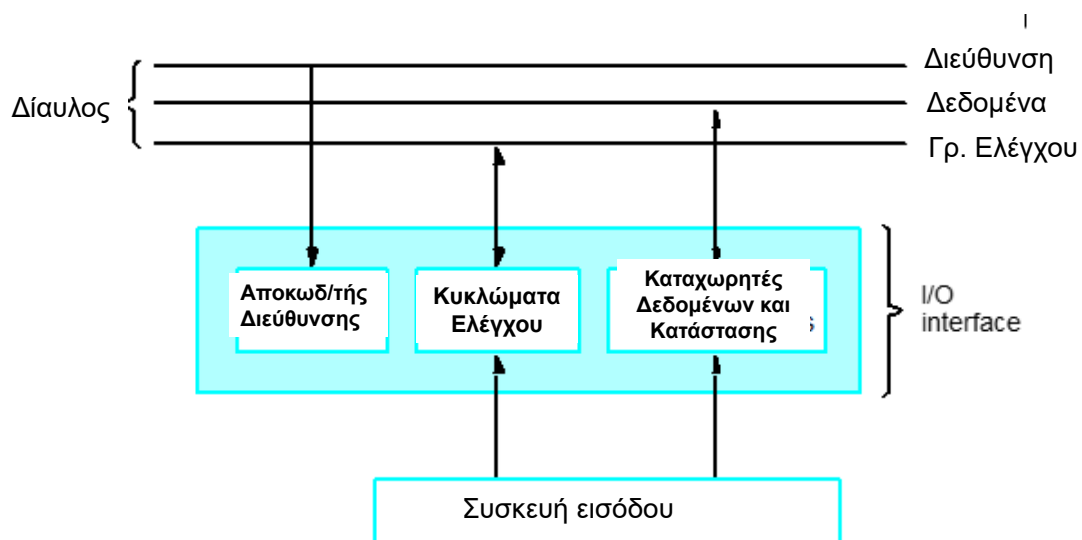 Διεύθυνση
Δίαυλος
Δεδομένα
Γρ. Ελέγχου
Αποκωδ/τής
Διεύθυνσης
Κυκλώματα
Ελέγχου
Καταχωρητές
Δεδομένων και
Κατάστασης
I/O
interface
Συσκευή εισόδου